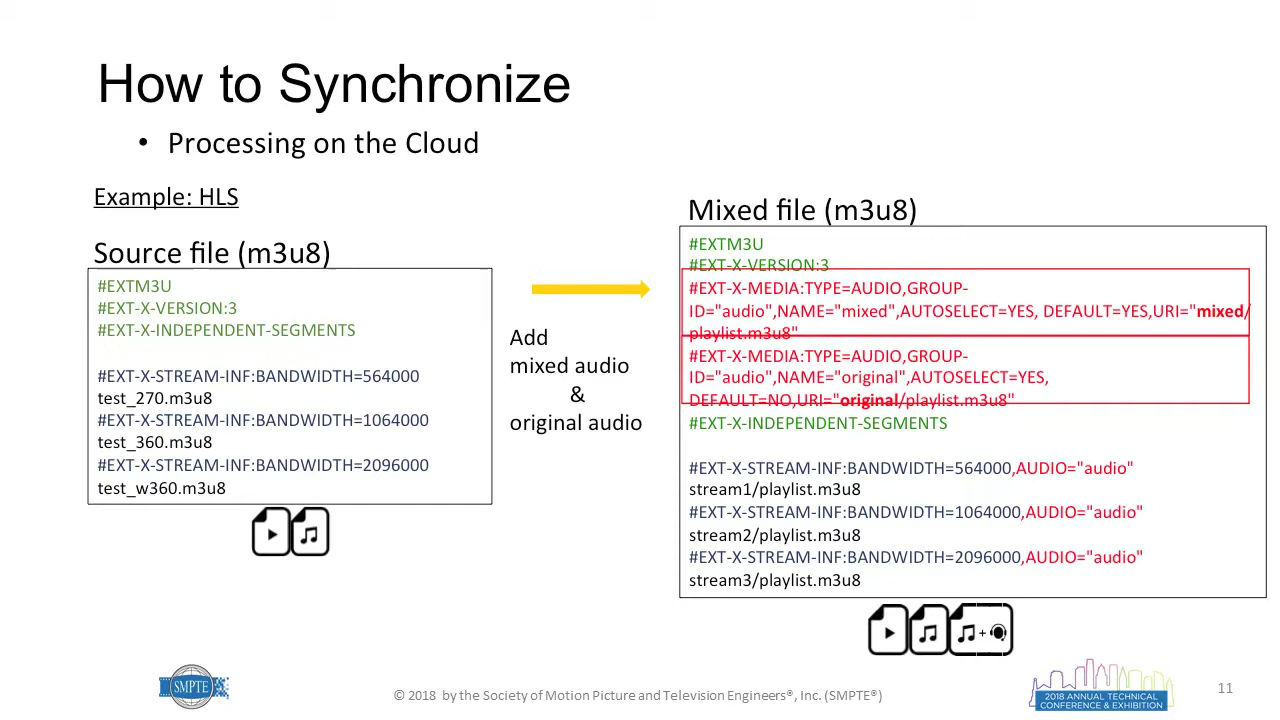 How to Synchronize
• Processing on the Cloud
Example: HLS
Source file (m3u8)
#EXTM3U
#EXT-X-VERSION:3
#EXT-X-INDEPENDENT-SEGMENTS
#EXT-X-STREAM-INF:BANDWIDTH=564000
test_270.m3u8
#EXT-X-STREAM-INF:BANDWIDTH=1064000
test_360.m3u8
#EXT-X-STREAM-INF:BANDWIDTH=2096000
test_w360.m3u8
Add
mixed audio
&
original audio
Mixed file (m3u8)
#EXTM3U
#EXT-X-VERSION:3
#EXT-X-MEDIA:TYPE=AUDIO,GROUP-
ID="audio",NAME="mixed",AUTOSELECT=YES, DEFAULT=YES,URI="mixed/
playlist.m3u8"
#EXT-X-MEDIA:TYPE=AUDIO,GROUP-
ID="audio",NAME="original",AUTOSELECT=YES,
DEFAULT=NO,URI="original/playlist.m3u8"
#EXT-X-INDEPENDENT-SEGMENTS
#EXT-X-STREAM-INF:BANDWIDTH=564000,AUDIO="audio"
stream1/playlist.m3u8
#EXT-X-STREAM-INF:BANDWIDTH=1064000,AUDIO="audio"
stream2/playlist.m3u8
#EXT-X-STREAM-INF:BANDWIDTH=2096000,AUDIO="audio"
stream3/playlist.m3u8
+
SMPTE
© 2018 by the Society of Motion Picture and Television Engineers®, Inc. (SMPTE®)
2018 ANNUAL TECHNICAL
CONFERENCE & EXHIBITION
11